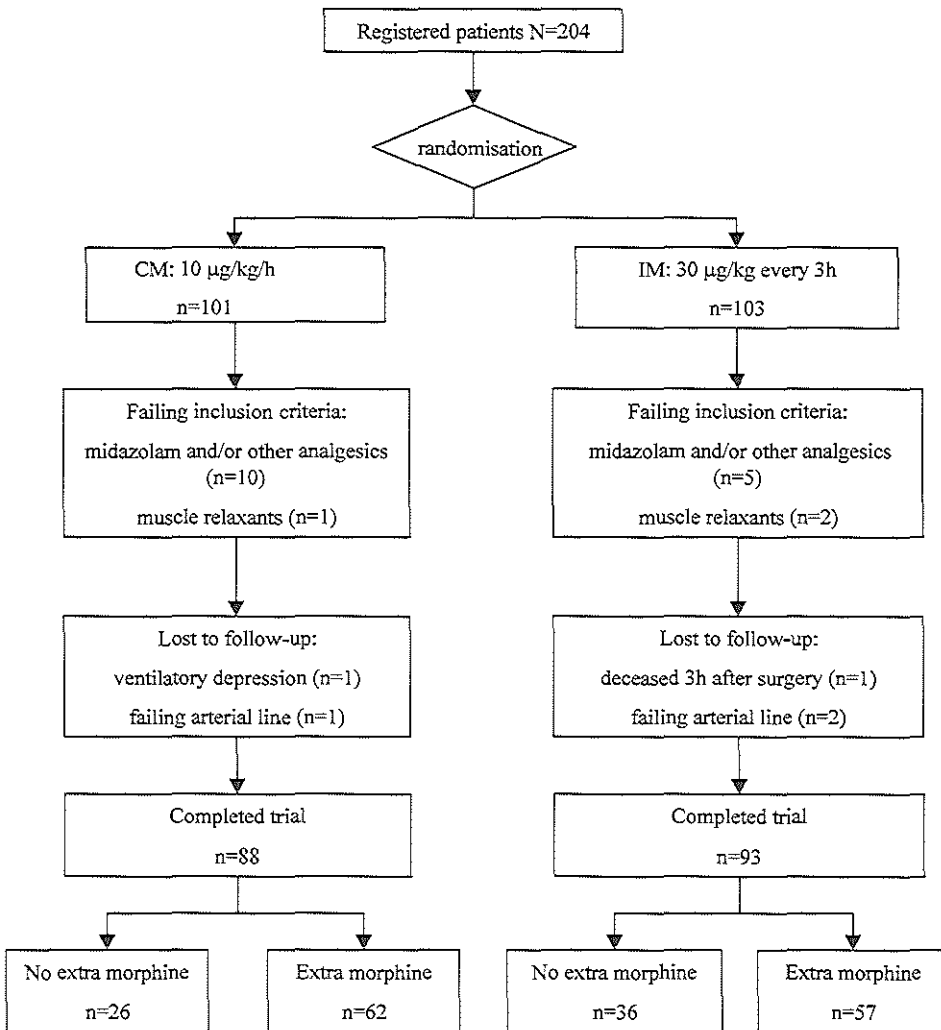 Registered patients N=204
randomisation
CM: 10 µg/kg/h
n=101
IM: 30 µg/kg every 3h
n=103
Failing inclusion criteria:
midazolam and/or other analgesics
(n=10)
muscle relaxants (n=1)
Failing inclusion criteria:
midazolam and/or other analgesics
(n=5)
muscle relaxants (n=2)
Lost to follow-up:
ventilatory depression (n=1)
failing arterial line (n=1)
Lost to follow-up:
deceased 3h after surgery (n=1)
failing arterial line (n=2)
Completed trial
n=88
Completed trial
n=93
No extra morphine
n=26
Extra morphine
n=62
No extra morphine
n=36
Extra morphine
n=57